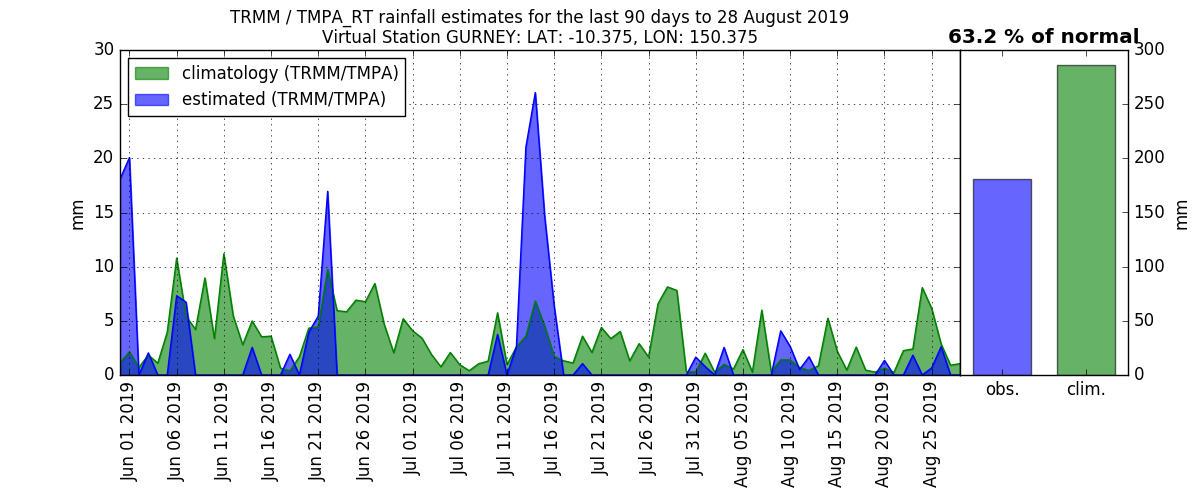 TRMM / TMPA_RT rainfall estimates for the last 90 days to 28 August 2019
Virtual Station GURNEY: LAT: -10.375, LON: 150.375
63.2 % of normal
climatology (TRMM/TMPA)
estimated (TRMM/TMPA)
30
25
20
15
10
5
0
mm
Jun 01 2019
Jun 06 2019
Jun 11 2019
Jun 16 2019
Jun 21 2019
Jun 26 2019
Jul 01 2019
Jul 06 2019
Jul 11 2019
Jul 16 2019
Jul 21 2019
Jul 26 2019
Jul 31 2019
Aug 05 2019
Aug 10 2019
Aug 15 2019
Aug 20 2019
Aug 25 2019
obs.
clim.
300
250
200
150
100
50
0
mm